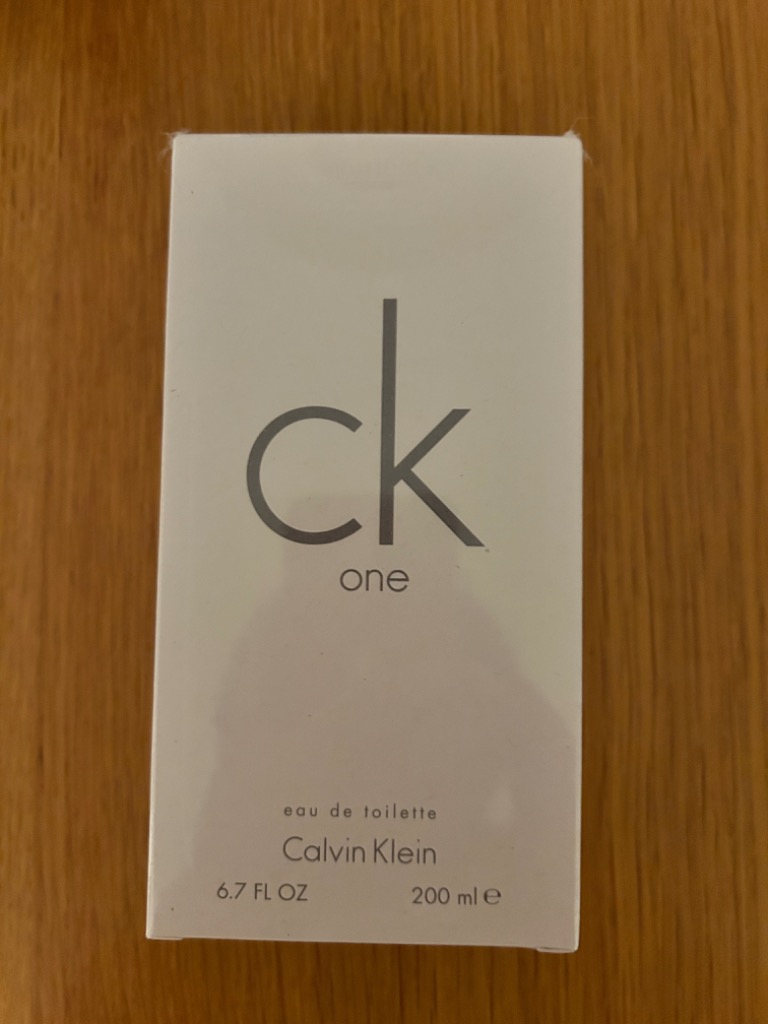 ck
one
eau de toilette
Calvin Klein
6.7 FL OZ 200 ml ℮